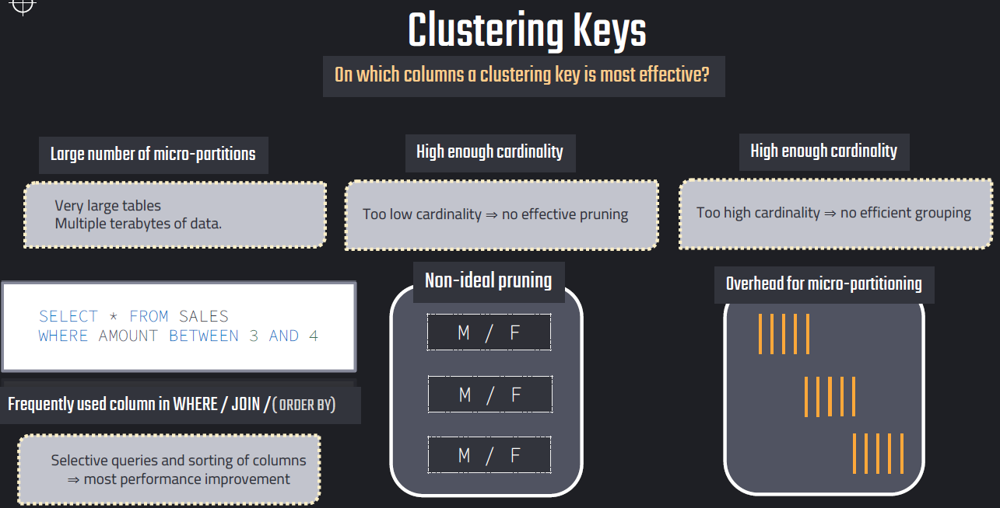 Clustering Keys
On which columns a clustering key is most effective?
Large number of micro-partitions
Very large tables
Multiple terabytes of data.
SELECT * FROM SALES
WHERE AMOUNT BETWEEN 3 AND 4
Frequently used column in WHERE / JOIN /( ORDER BY)
Selective queries and sorting of columns
⇒ most performance improvement
High enough cardinality
Too low cardinality ⇒ no effective pruning
Non-ideal pruning
M / F
M / F
M / F
High enough cardinality
Too high cardinality ⇒ no efficient grouping
Overhead for micro-partitioning